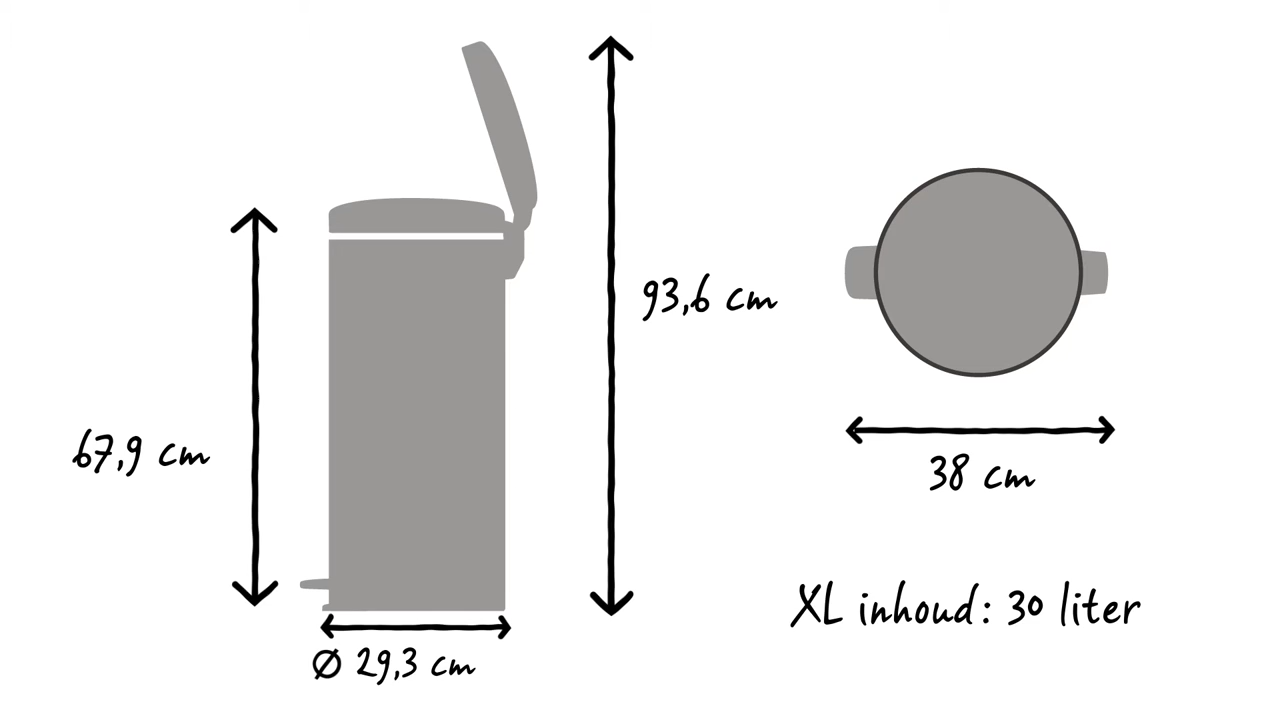 93,6 cm
67,9 cm
38 cm
XL inhoud: 30 liter
Ø 29,3 cm